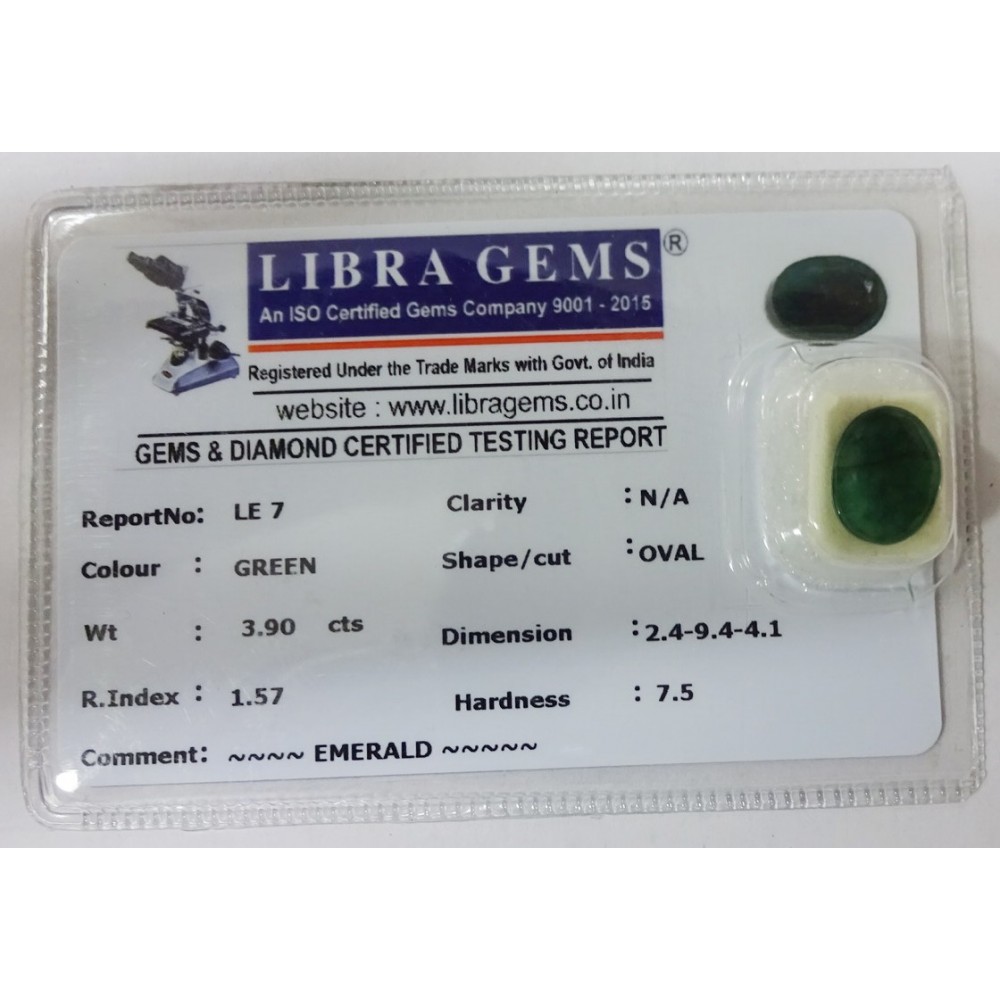 LIBRA GEMS ®
An ISO Certified Gems Company 9001 - 2015
Registered Under the Trade Marks with Govt. of India
website : www.libragems.co.in
GEMS & DIAMOND CERTIFIED TESTING REPORT
ReportNo: LE 7 Clarity : N/A
Colour : GREEN Shape/cut : OVAL
Wt : 3.90 cts Dimension : 2.4-9.4-4.1
R.Index : 1.57 Hardness : 7.5
Comment: ~~~~ EMERALD ~~~~~